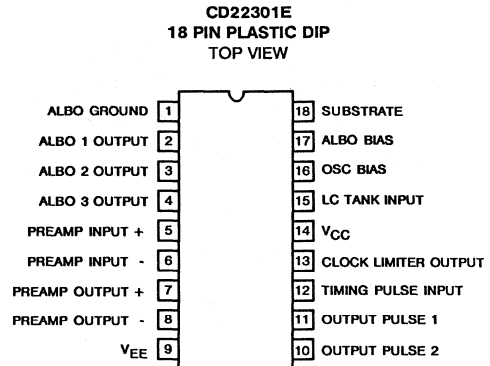 CD22301E
18 PIN PLASTIC DIP
TOP VIEW
ALBO GROUND 1
18 SUBSTRATE
ALBO 1 OUTPUT 2
17 ALBO BIAS
ALBO 2 OUTPUT 3
16 OSC BIAS
ALBO 3 OUTPUT 4
15 LC TANK INPUT
PREAMP INPUT + 5
14 VCC
PREAMP INPUT - 6
13 CLOCK LIMITER OUTPUT
PREAMP OUTPUT + 7
12 TIMING PULSE INPUT
PREAMP OUTPUT - 8
11 OUTPUT PULSE 1
VEE 9
10 OUTPUT PULSE 2